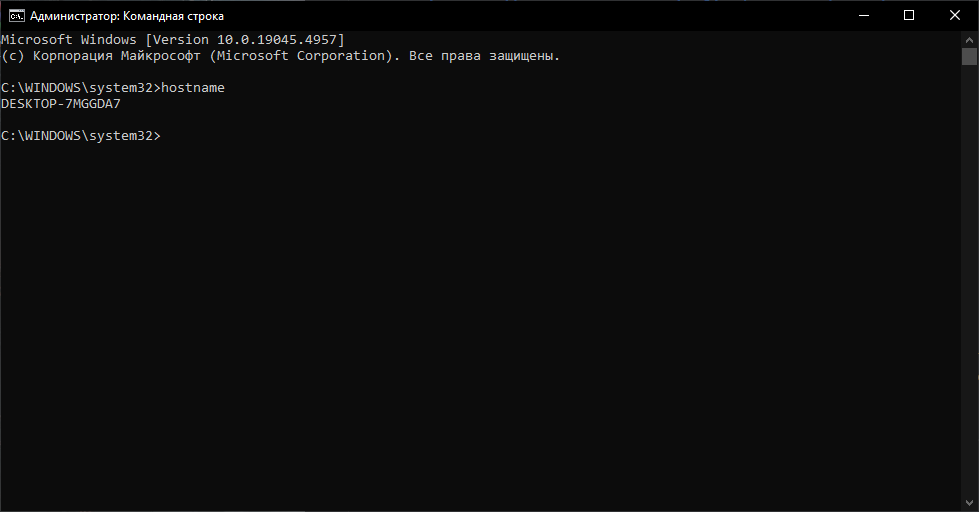 Администратор: Командная строка
Microsoft Windows [Version 10.0.19045.4957]
(c) Корпорация Майкрософт (Microsoft Corporation). Все права защищены.
C:\WINDOWS\system32>hostname
DESKTOP-7MGGDA7
C:\WINDOWS\system32>